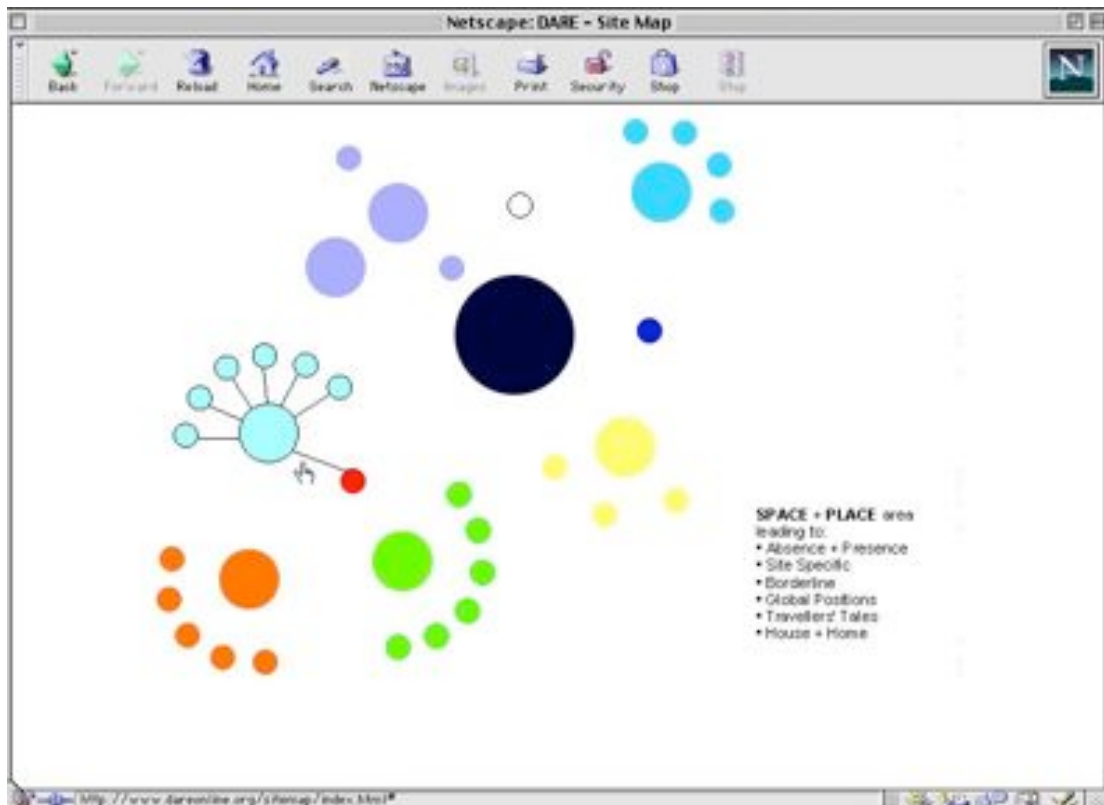 Netscape: DARE - Site Map
Back Forward Reload Home Search Netscape Images Print Security Shop Stop
N
SPACE + PLACE area
leading to:
• Absence + Presence
• Site Specific
• Borderline
• Global Positions
• Travellers' Tales
• House + Home
http://www.dareonline.org/sitemap/index.html#